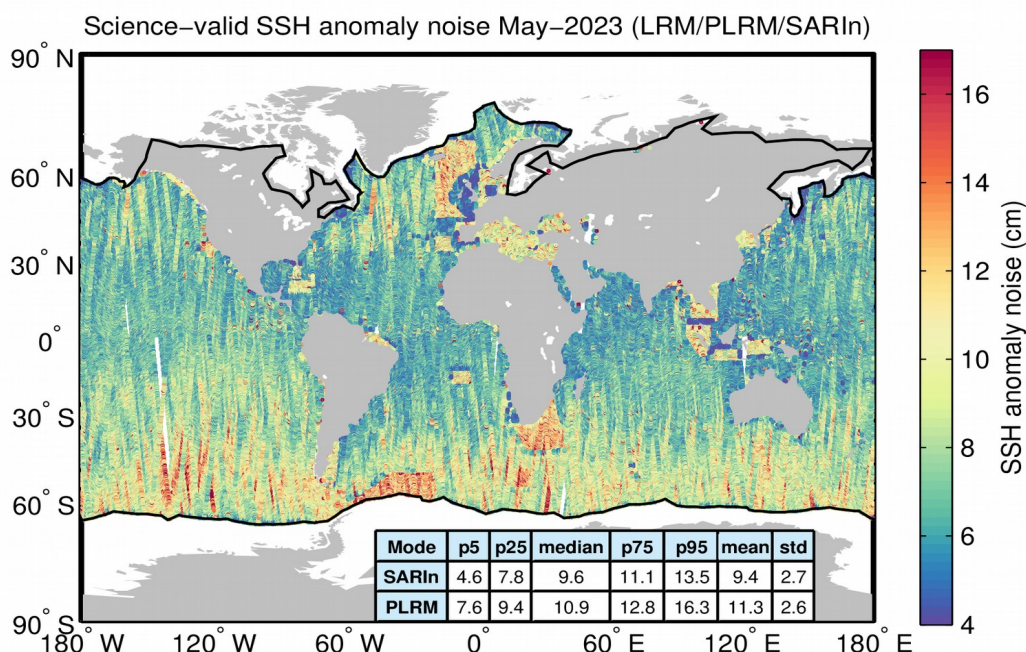 Science−valid SSH anomaly noise May−2023 (LRM/PLRM/SARIn)
90° N
60° N
30° N
0°
30° S
60° S
90° S
180° W
120° W
60° W
0°
60° E
120° E
180° E
16
14
12
10
8
6
4
SSH anomaly noise (cm)
Mode p5 p25 median p75 p95 mean std
SARIn 4.6 7.8 9.6 11.1 13.5 9.4 2.7
PLRM 7.6 9.4 10.9 12.8 16.3 11.3 2.6